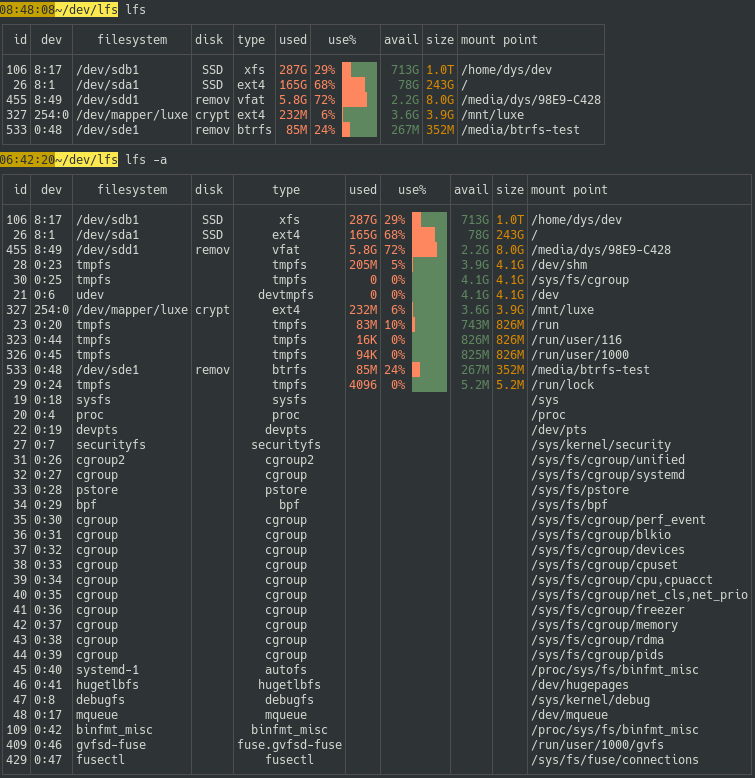 08:48:08~/dev/lfs lfs
id dev filesystem disk type used use% avail size mount point
106 8:17 /dev/sdb1 SSD xfs 287G 29% 713G 1.0T /home/dys/dev
26 8:1 /dev/sda1 SSD ext4 165G 68% 78G 243G /
455 8:49 /dev/sdd1 remov vfat 5.8G 72% 2.2G 8.0G /media/dys/98E9-C428
327 254:0 /dev/mapper/luxe crypt ext4 232M 6% 3.6G 3.9G /mnt/luxe
533 0:48 /dev/sde1 remov btrfs 85M 24% 267M 352M /media/btrfs-test
06:42:20~/dev/lfs lfs -a
id dev filesystem disk type used use% avail size mount point
106 8:17 /dev/sdb1 SSD xfs 287G 29% 713G 1.0T /home/dys/dev
26 8:1 /dev/sda1 SSD ext4 165G 68% 78G 243G /
455 8:49 /dev/sdd1 remov vfat 5.8G 72% 2.2G 8.0G /media/dys/98E9-C428
28 0:23 tmpfs tmpfs 205M 5% 3.9G 4.1G /dev/shm
30 0:25 tmpfs tmpfs 0 0% 4.1G 4.1G /sys/fs/cgroup
21 0:6 udev devtmpfs 0 0% 4.1G 4.1G /dev
327 254:0 /dev/mapper/luxe crypt ext4 232M 6% 3.6G 3.9G /mnt/luxe
23 0:20 tmpfs tmpfs 83M 10% 743M 826M /run
323 0:44 tmpfs tmpfs 16K 0% 826M 826M /run/user/116
326 0:45 tmpfs tmpfs 94K 0% 825M 826M /run/user/1000
533 0:48 /dev/sde1 remov btrfs 85M 24% 267M 352M /media/btrfs-test
29 0:24 tmpfs tmpfs 4096 0% 5.2M 5.2M /run/lock
19 0:18 sysfs sysfs /sys
20 0:4 proc proc /proc
22 0:19 devpts devpts /dev/pts
27 0:7 securityfs securityfs /sys/kernel/security
31 0:26 cgroup2 cgroup2 /sys/fs/cgroup/unified
32 0:27 cgroup cgroup /sys/fs/cgroup/systemd
33 0:28 pstore pstore /sys/fs/pstore
34 0:29 bpf bpf /sys/fs/bpf
35 0:30 cgroup cgroup /sys/fs/cgroup/perf_event
36 0:31 cgroup cgroup /sys/fs/cgroup/blkio
37 0:32 cgroup cgroup /sys/fs/cgroup/devices
38 0:33 cgroup cgroup /sys/fs/cgroup/cpuset
39 0:34 cgroup cgroup /sys/fs/cgroup/cpu,cpuacct
40 0:35 cgroup cgroup /sys/fs/cgroup/net_cls,net_prio
41 0:36 cgroup cgroup /sys/fs/cgroup/freezer
42 0:37 cgroup cgroup /sys/fs/cgroup/memory
43 0:38 cgroup cgroup /sys/fs/cgroup/rdma
44 0:39 cgroup cgroup /sys/fs/cgroup/pids
45 0:40 systemd-1 autofs /proc/sys/fs/binfmt_misc
46 0:41 hugetlbfs hugetlbfs /dev/hugepages
47 0:8 debugfs debugfs /sys/kernel/debug
48 0:17 mqueue mqueue /dev/mqueue
109 0:42 binfmt_misc binfmt_misc /proc/sys/fs/binfmt_misc
409 0:46 gvfsd-fuse fuse.gvfsd-fuse /run/user/1000/gvfs
429 0:47 fusectl fusectl /sys/fs/fuse/connections